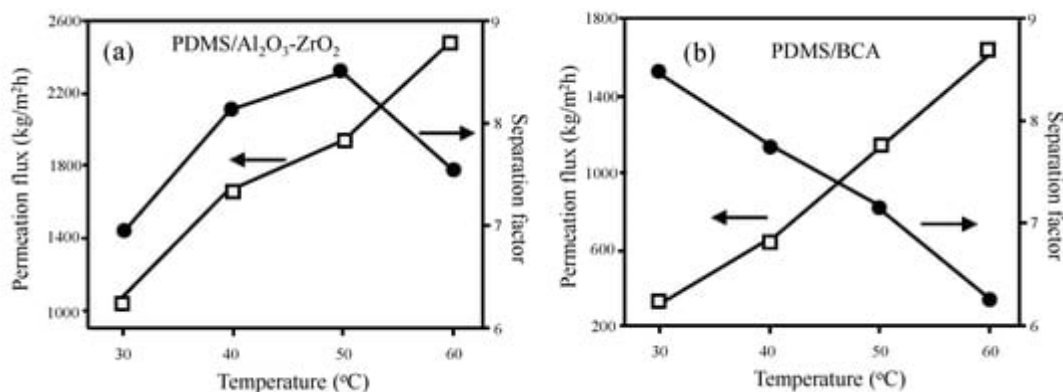 (a)
PDMS/Al₂O₃-ZrO₂
Permeation flux (kg/m²h)
2600
2200
1800
1400
1000
9
8
7
6
Separation factor
30 40 50 60
Temperature (°C)
(b)
PDMS/BCA
Permeation flux (kg/m²h)
1800
1400
1000
600
200
9
8
7
6
Separation factor
30 40 50 60
Temperature (°C)